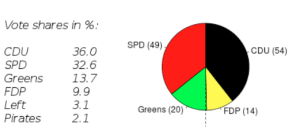 Vote shares in %:
CDU 36.0
SPD 32.6
Greens 13.7
FDP 9.9
Left 3.1
Pirates 2.1
SPD (49)
CDU (54)
Greens (20)
FDP (14)